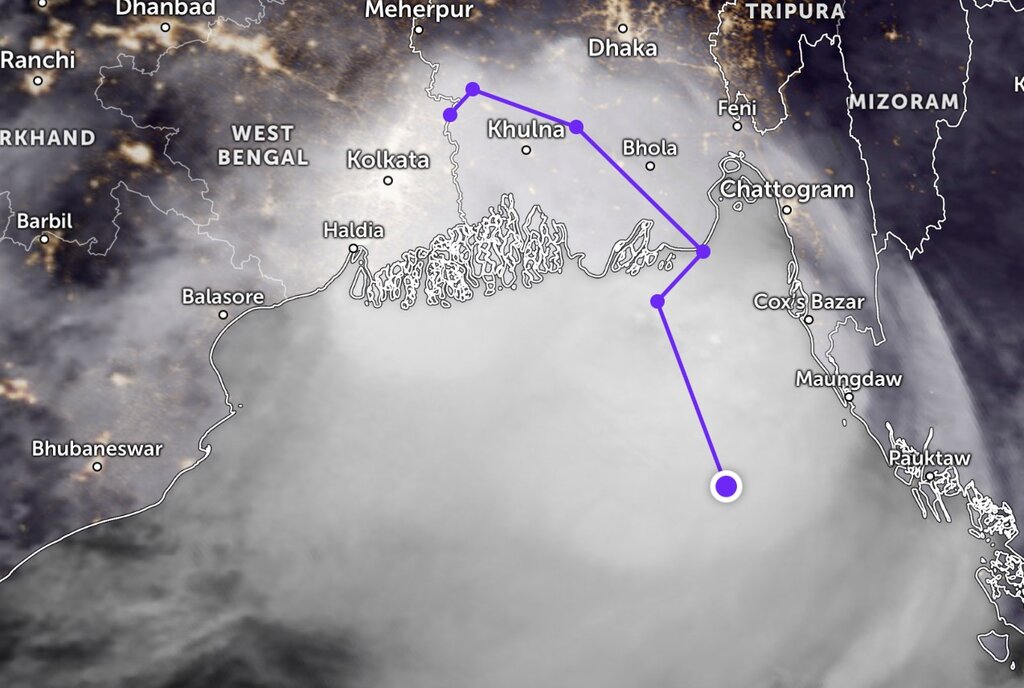 Dhanbad
Meherpur
TRIPURA
Dhaka
Ranchi
MIZORAM
Feni
Khulna
RKHAND
WEST
BENGAL
Bhola
Kolkata
Chattogram
Barbil
Haldia
Balasore
Cox's Bazar
Maungdaw
Bhubaneswar
Pauktaw